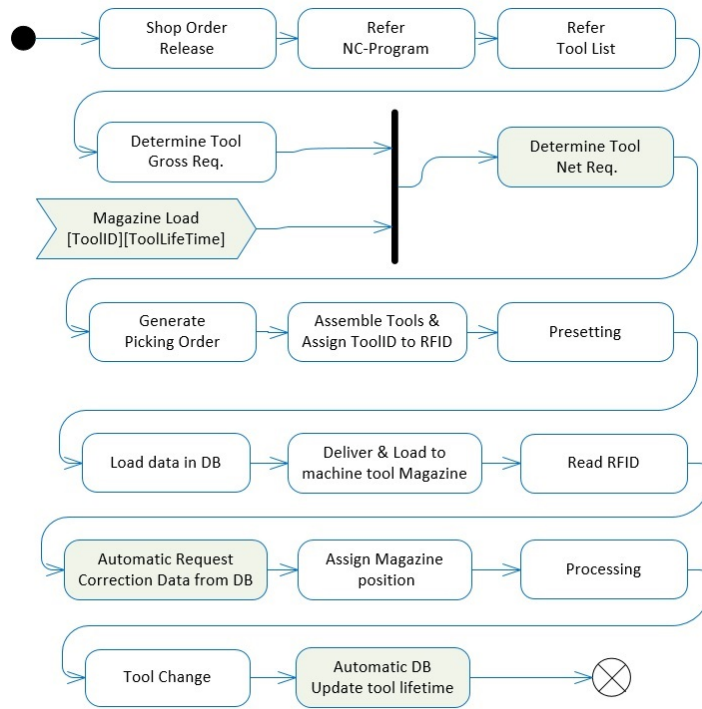 Shop Order
Release
Refer
NC-Program
Refer
Tool List
Determine Tool
Gross Req.
Determine Tool
Net Req.
Magazine Load
[ToolID][ToolLifeTime]
Generate
Picking Order
Assemble Tools &
Assign ToolID to RFID
Presetting
Load data in DB
Deliver & Load to
machine tool Magazine
Read RFID
Automatic Request
Correction Data from DB
Assign Magazine
position
Processing
Tool Change
Automatic DB
Update tool lifetime